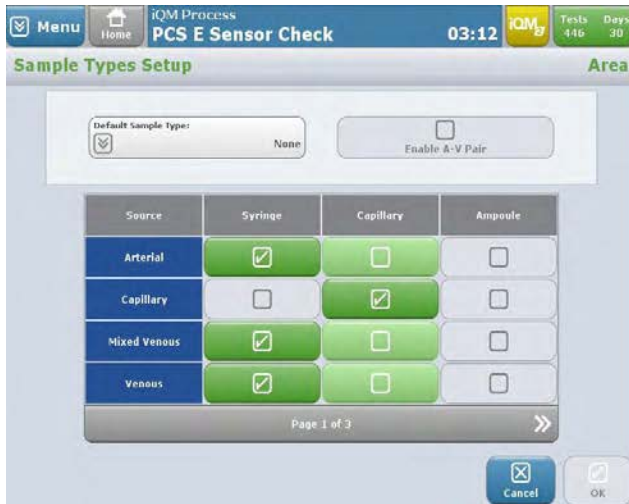 Menu
Home
iQM Process
PCS E Sensor Check
03:12
iQM2
Tests
446
Days
30
Sample Types Setup
Area
Default Sample Type:
None
Enable A-V Pair
Source Syringe Capillary Ampoule
Arterial
Capillary
Mixed Venous
Venous
Page 1 of 3
Cancel
OK